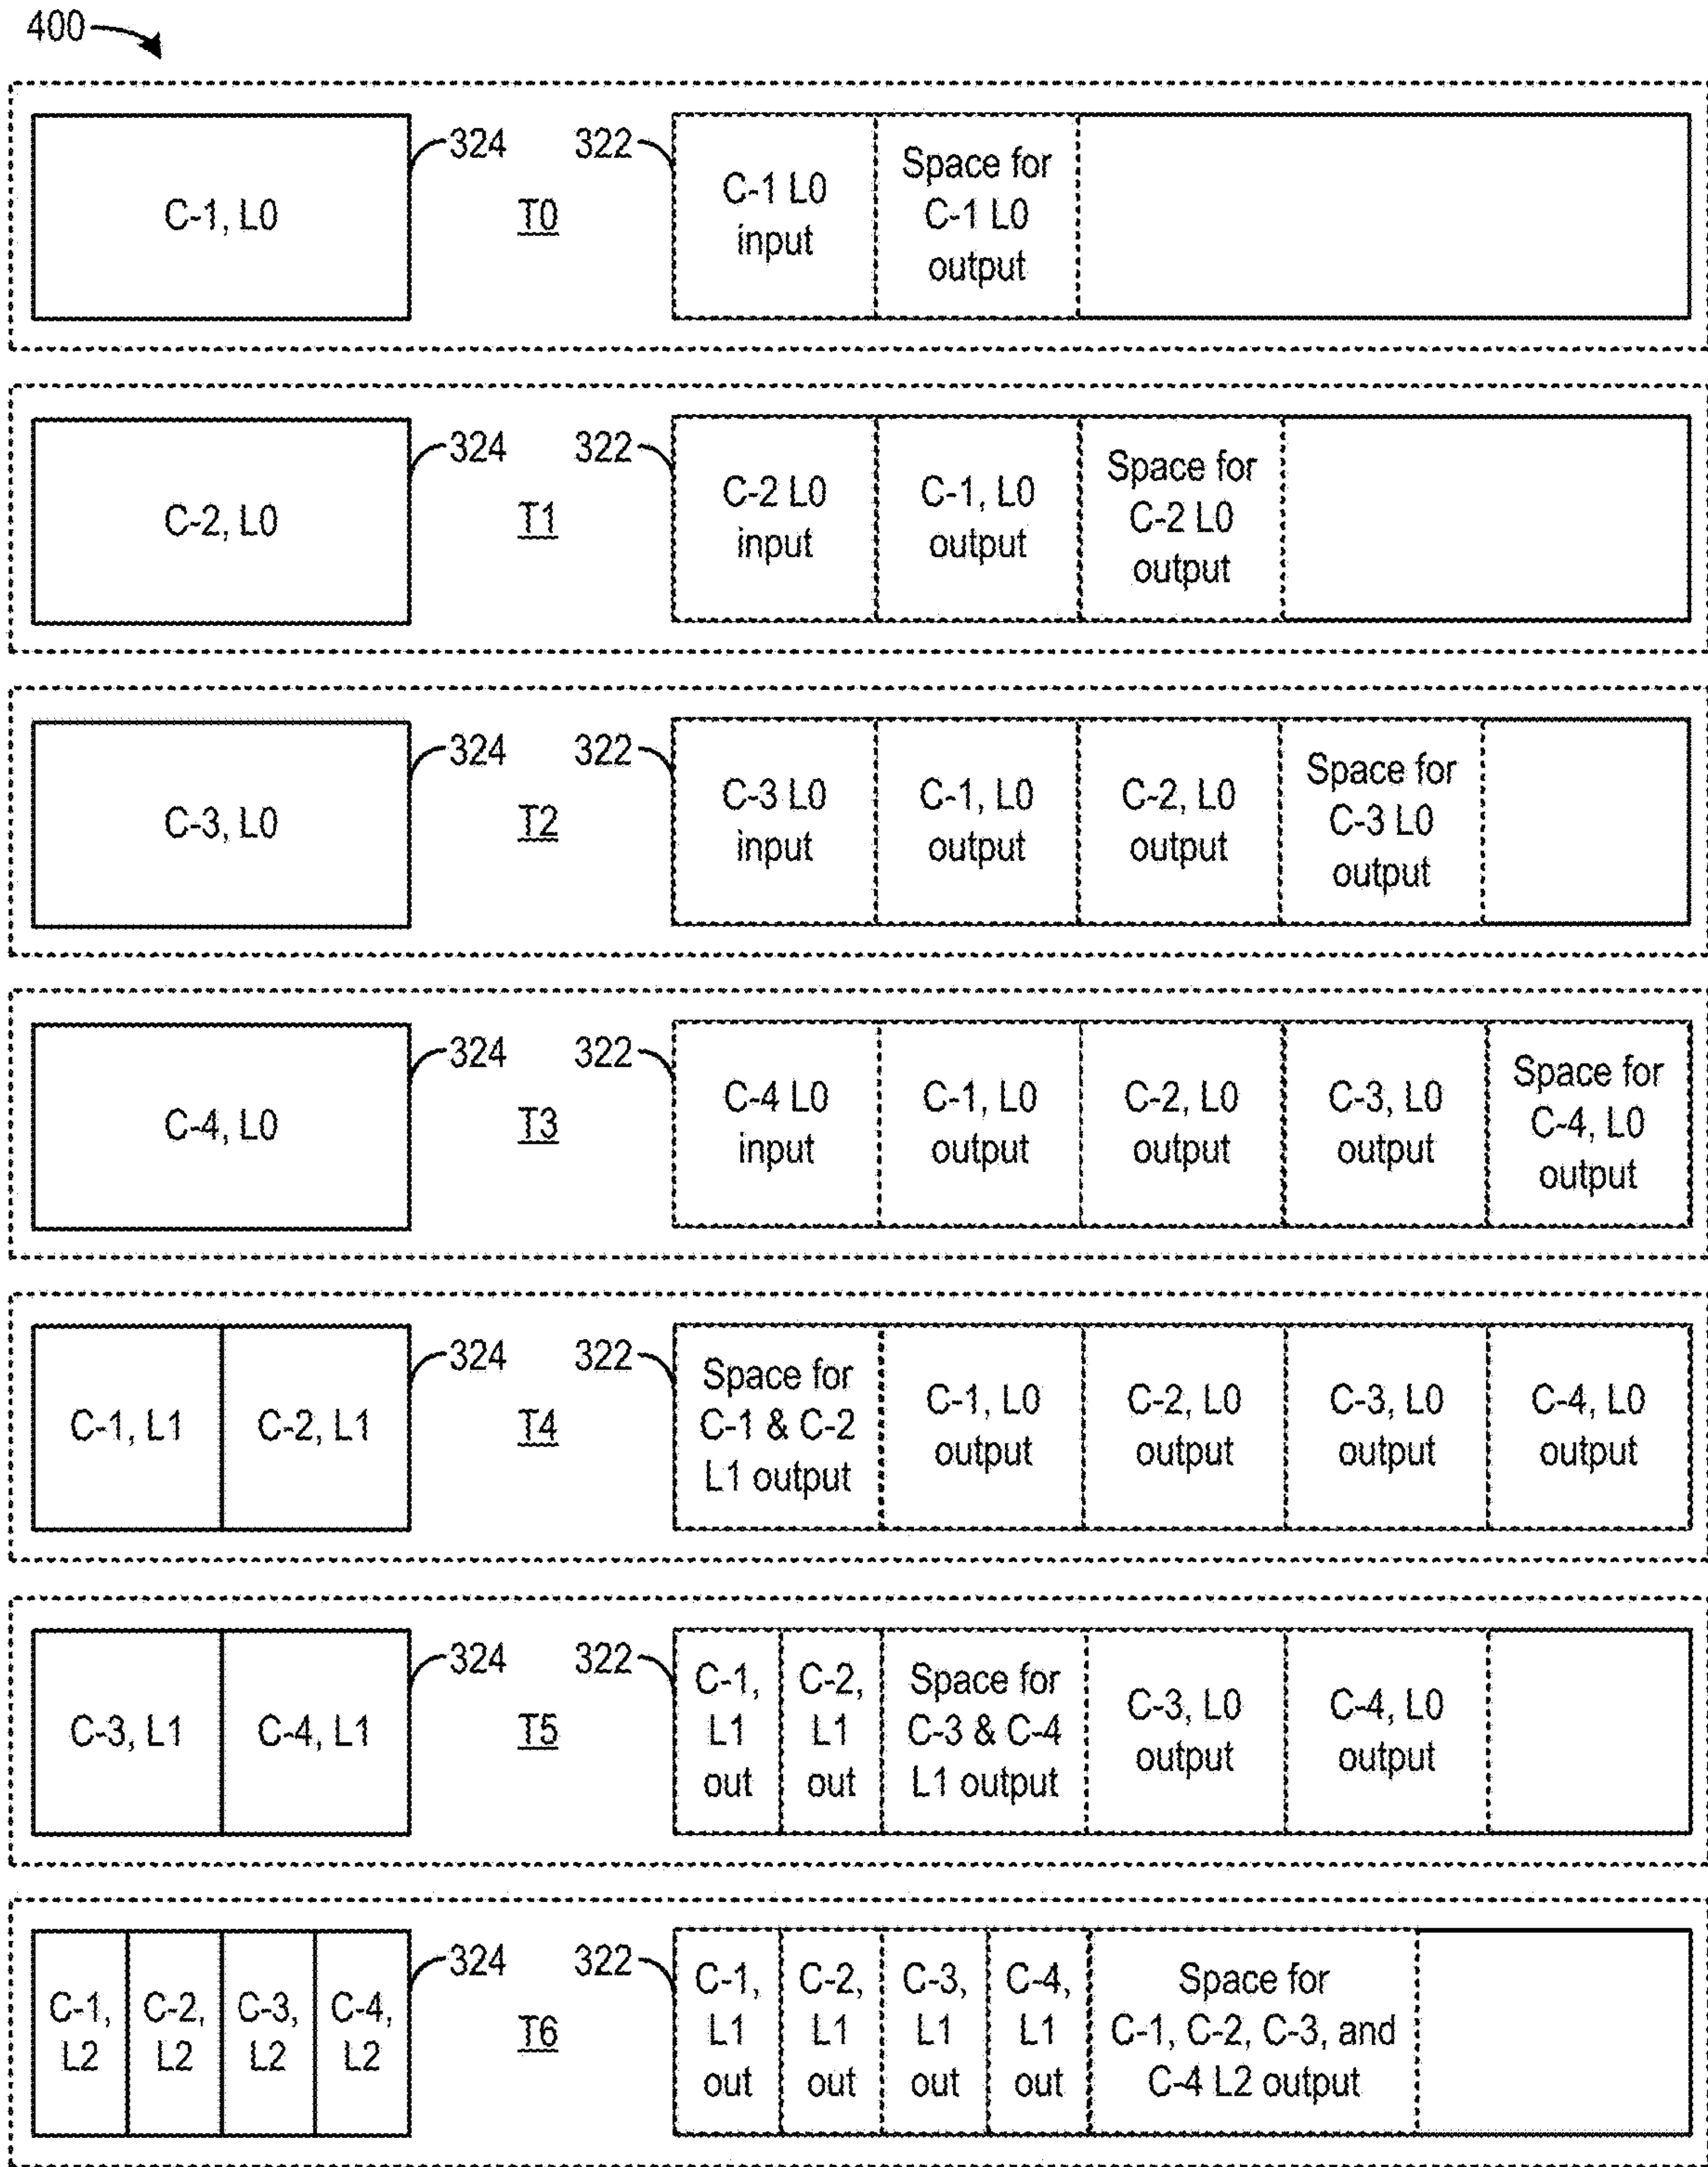 400
C-1, L0
324
T0
322
C-1 L0
input
Space for
C-1 L0
output
C-2, L0
324
T1
322
C-2 L0
input
C-1, L0
output
Space for
C-2 L0
output
C-3, L0
324
T2
322
C-3 L0
input
C-1, L0
output
C-2, L0
output
Space for
C-3 L0
output
C-4, L0
324
T3
322
C-4 L0
input
C-1, L0
output
C-2, L0
output
C-3, L0
output
Space for
C-4, L0
output
C-1, L1
C-2, L1
324
T4
322
Space for
C-1 & C-2
L1 output
C-1, L0
output
C-2, L0
output
C-3, L0
output
C-4, L0
output
C-3, L1
C-4, L1
324
T5
322
C-1,
L1
out
C-2,
L1
out
Space for
C-3 & C-4
L1 output
C-3, L0
output
C-4, L0
output
C-1,
L2
C-2,
L2
C-3,
L2
C-4,
L2
324
T6
322
C-1,
L1
out
C-2,
L1
out
C-3,
L1
out
C-4,
L1
out
Space for
C-1, C-2, C-3, and
C-4 L2 output